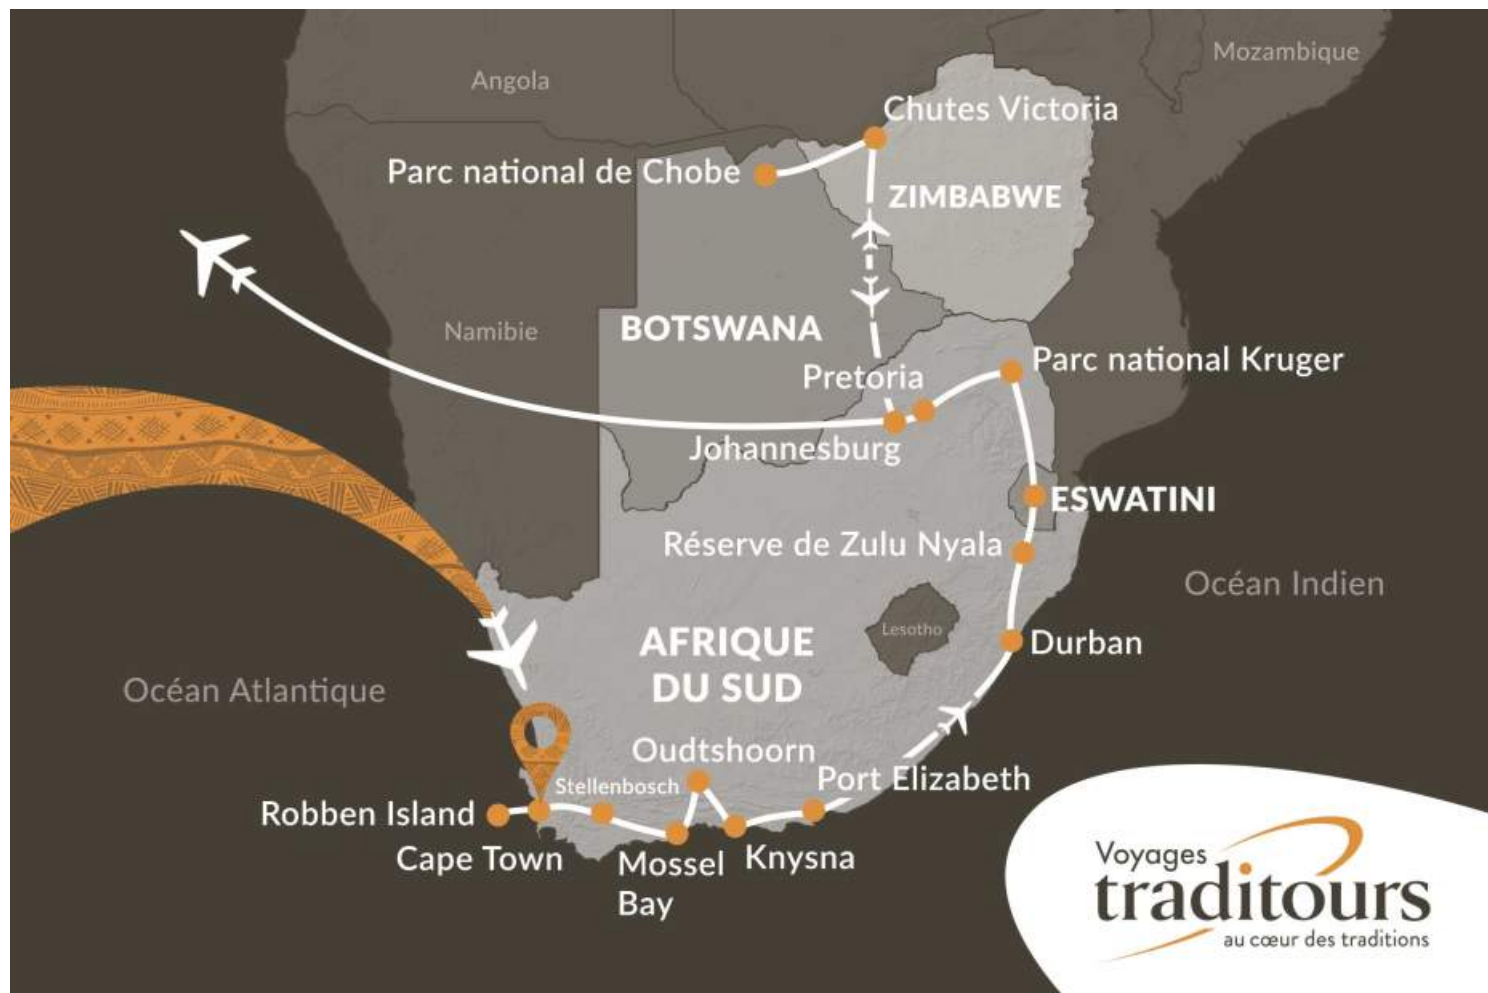 Angola
Mozambique
Chutes Victoria
Parc national de Chobe
ZIMBABWE
Namibie
BOTSWANA
Parc national Kruger
Pretoria
Johannesburg
ESWATINI
Réserve de Zulu Nyala
Océan Indien
Lesotho
Durban
AFRIQUE
DU SUD
Océan Atlantique
Oudtshoorn
Port Elizabeth
Stellenbosch
Robben Island
Cape Town
Mossel
Bay
Knysna
Voyages
traditours
au cœur des traditions